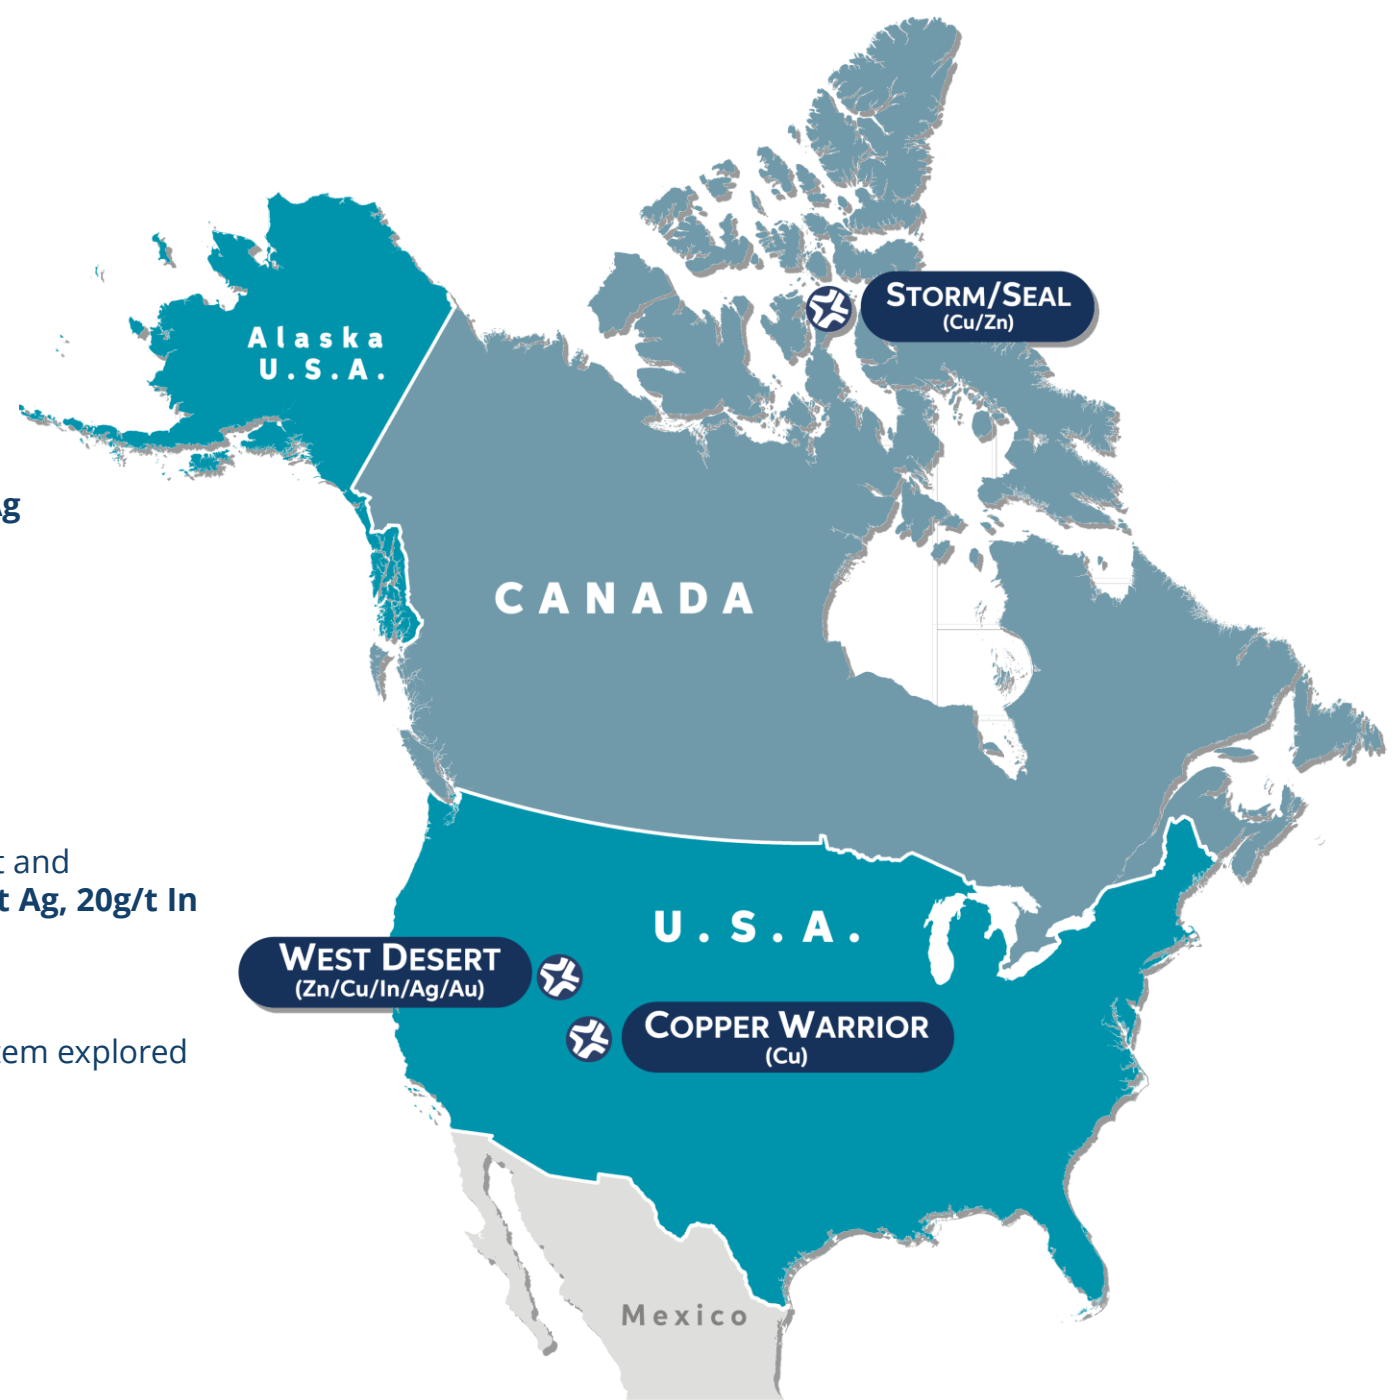 STORM/SEAL
(Cu/Zn)
Alaska
U.S.A.
g
CANADA
t and
t Ag, 20g/t In
U.S.A.
WEST DESERT
(Zn/Cu/In/Ag/Au)
COPPER WARRIOR
(Cu)
tem explored
Mexico